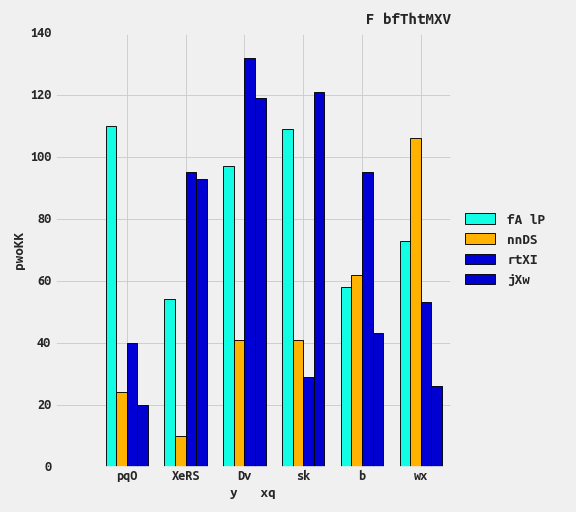 F bfThtMXV
140
120
100
80
60
40
20
0
pwoKK
pqO XeRS Dv sk b wx
y xq
fA lP
nnDS
rtXI
jXw